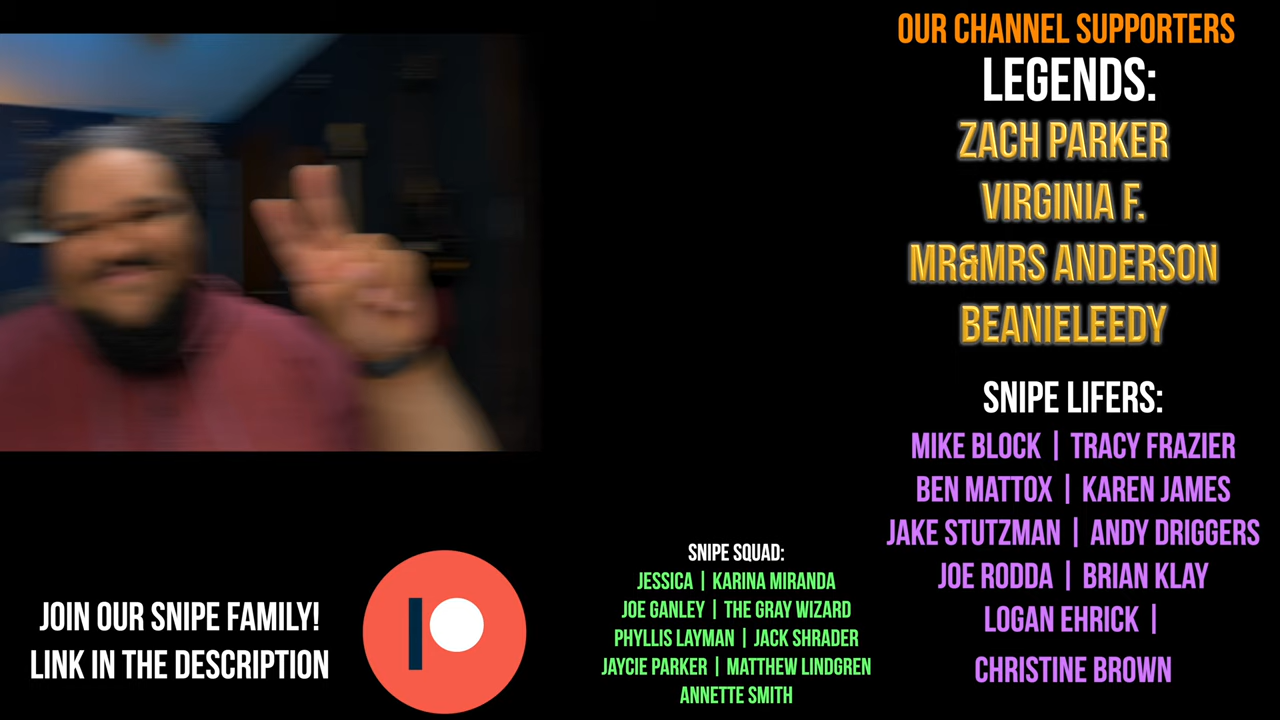 OUR CHANNEL SUPPORTERS
LEGENDS:
ZACH PARKER
VIRGINIA F.
MR&MRS ANDERSON
BEANIELEEDY
SNIPE LIFERS:
MIKE BLOCK | TRACY FRAZIER
BEN MATTOX | KAREN JAMES
JAKE STUTZMAN | ANDY DRIGGERS
JOE RODDA | BRIAN KLAY
LOGAN EHRICK |
CHRISTINE BROWN
SNIPE SQUAD:
JESSICA | KARINA MIRANDA
JOE GANLEY | THE GRAY WIZARD
PHYLLIS LAYMAN | JACK SHRADER
JAYCIE PARKER | MATTHEW LINDGREN
ANNETTE SMITH
JOIN OUR SNIPE FAMILY!
LINK IN THE DESCRIPTION